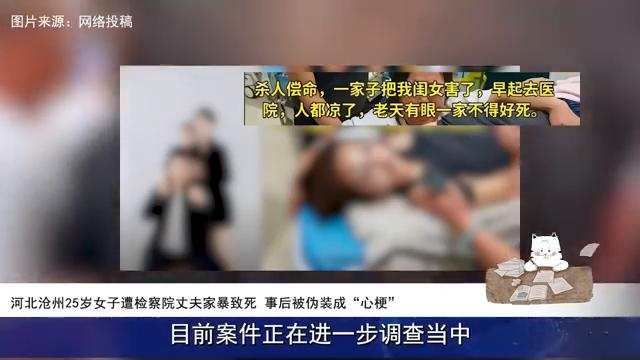 图片来源：网络投稿
杀人偿命，一家子把我闺女害了，早起去医
院，人都凉了，老天有眼一家不得好死。
河北沧州25岁女子遭检察院丈夫家暴致死 事后被伪装成“心梗”
目前案件正在进一步调查当中